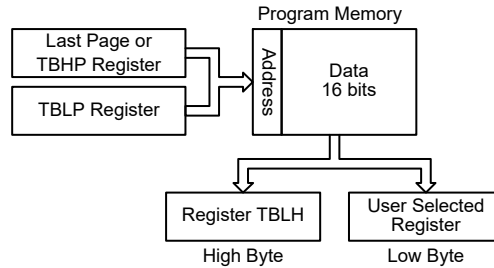 Program Memory
Last Page or
TBHP Register
TBLP Register
Address
Data
16 bits
Register TBLH
High Byte
User Selected
Register
Low Byte